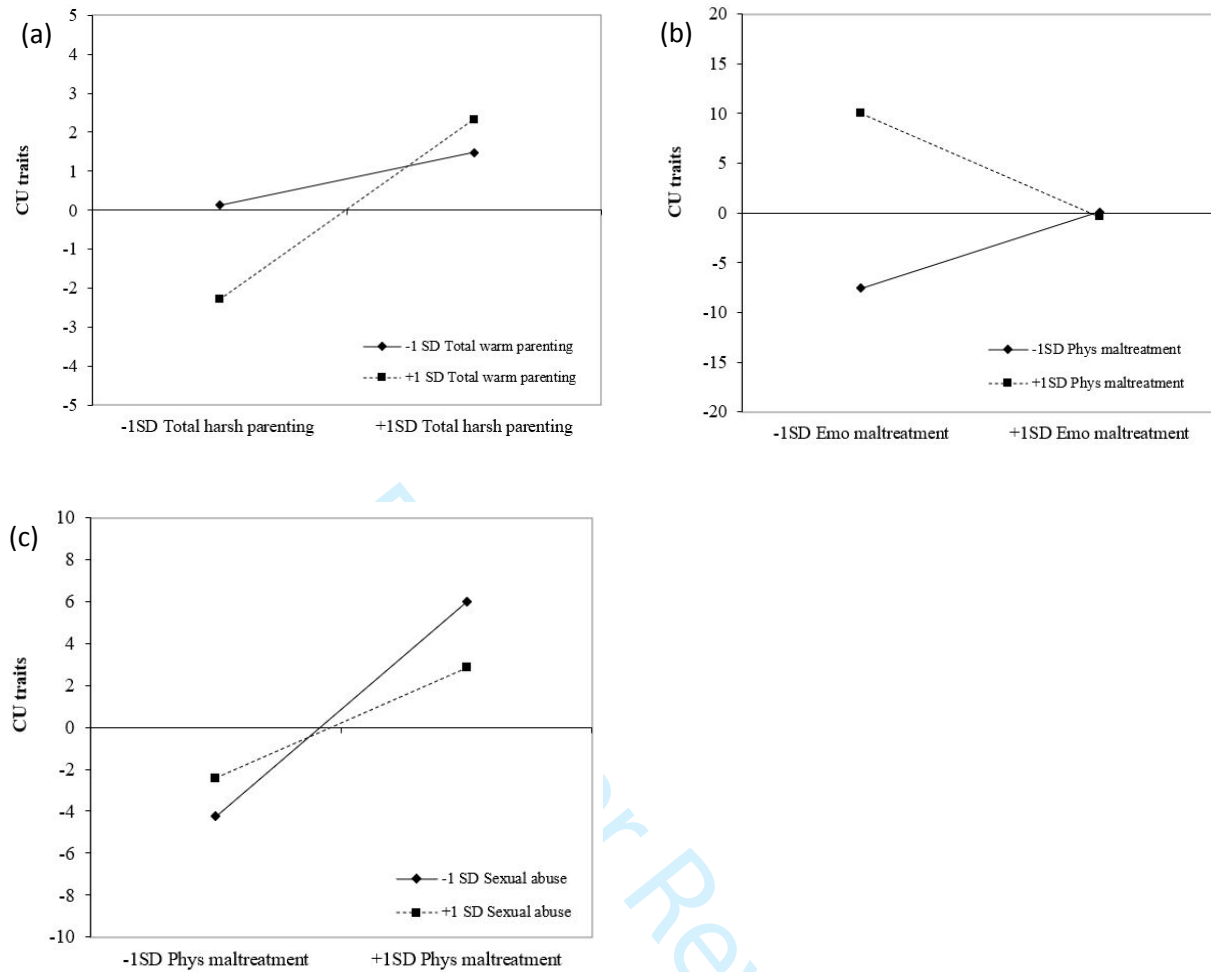 (a)
5
4
3
2
1
0
-1
-2
-3
-4
-5
CU traits
-1 SD Total warm parenting
+1 SD Total warm parenting
-1SD Total harsh parenting +1SD Total harsh parenting
(b)
20
15
10
5
0
-5
-10
-15
-20
CU traits
-1SD Phys maltreatment
+1SD Phys maltreatment
-1SD Emo maltreatment +1SD Emo maltreatment
(c)
10
8
6
4
2
0
-2
-4
-6
-8
-10
CU traits
-1 SD Sexual abuse
+1 SD Sexual abuse
-1SD Phys maltreatment +1SD Phys maltreatment